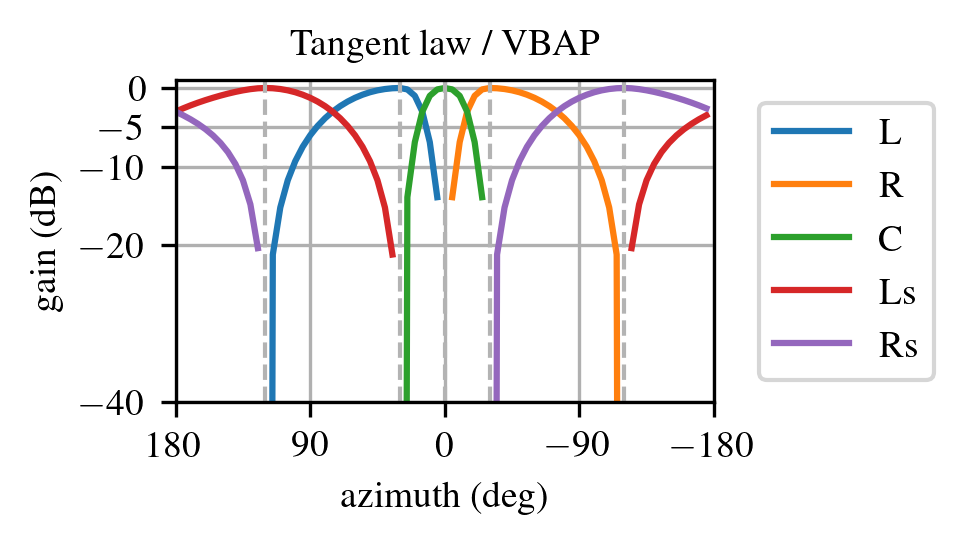 Tangent law / VBAP
0
−5
−10
−20
−40
gain (dB)
180 90 0 −90 −180
azimuth (deg)
L
R
C
Ls
Rs